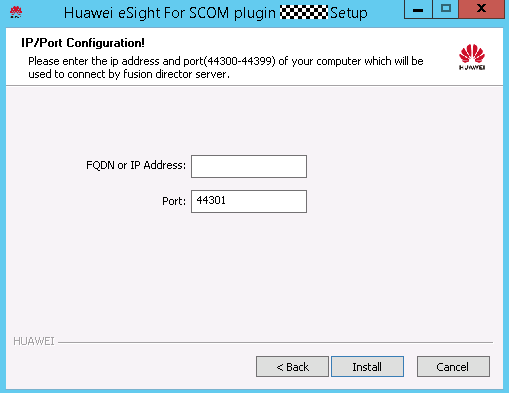 Huawei eSight For SCOM plugin Setup
IP/Port Configuration!
Please enter the ip address and port(44300-44399) of your computer which will be
used to connect by fusion director server.
HUAWEI
FQDN or IP Address:
Port: 44301
HUAWEI
< Back Install Cancel